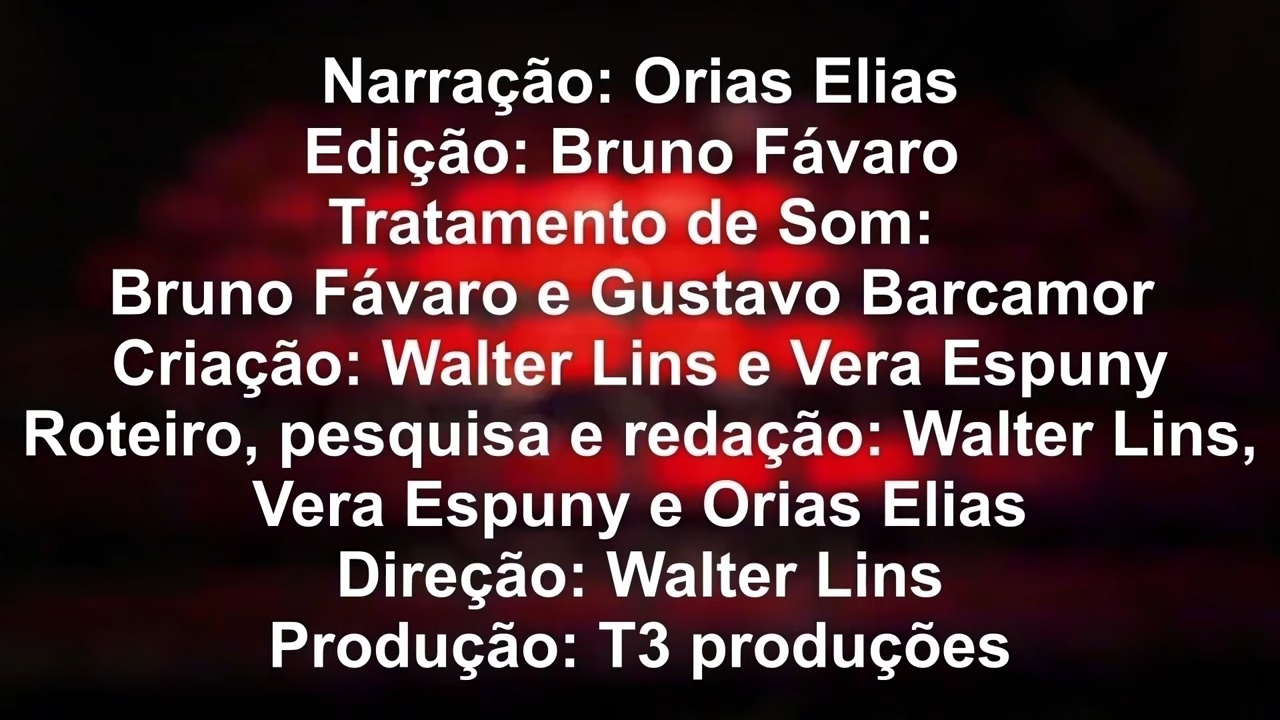 Narração: Orias Elias
Edição: Bruno Fávaro
Tratamento de Som:
Bruno Fávaro e Gustavo Barcamor
Criação: Walter Lins e Vera Espuny
Roteiro, pesquisa e redação: Walter Lins,
Vera Espuny e Orias Elias
Direção: Walter Lins
Produção: T3 produções